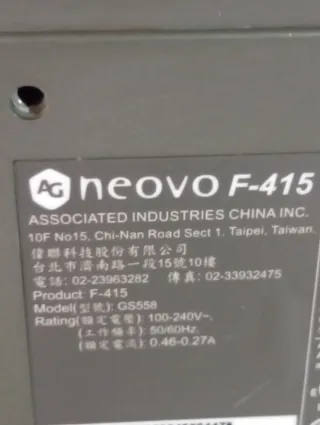 AG neovo F-415
ASSOCIATED INDUSTRIES CHINA INC.
10F No15, Chi-Nan Road Sect 1. Taipei, Taiwan.
偉聯科技股份有限公司
台北市濟南路一段15號10樓
電話: 02-23963282 傳真: 02-33932475
Product: F-415
Model(型號): GS558
Rating(額定電壓): 100-240V~,
(工作頻率): 50/60Hz,
(額定電流): 0.46-0.27A